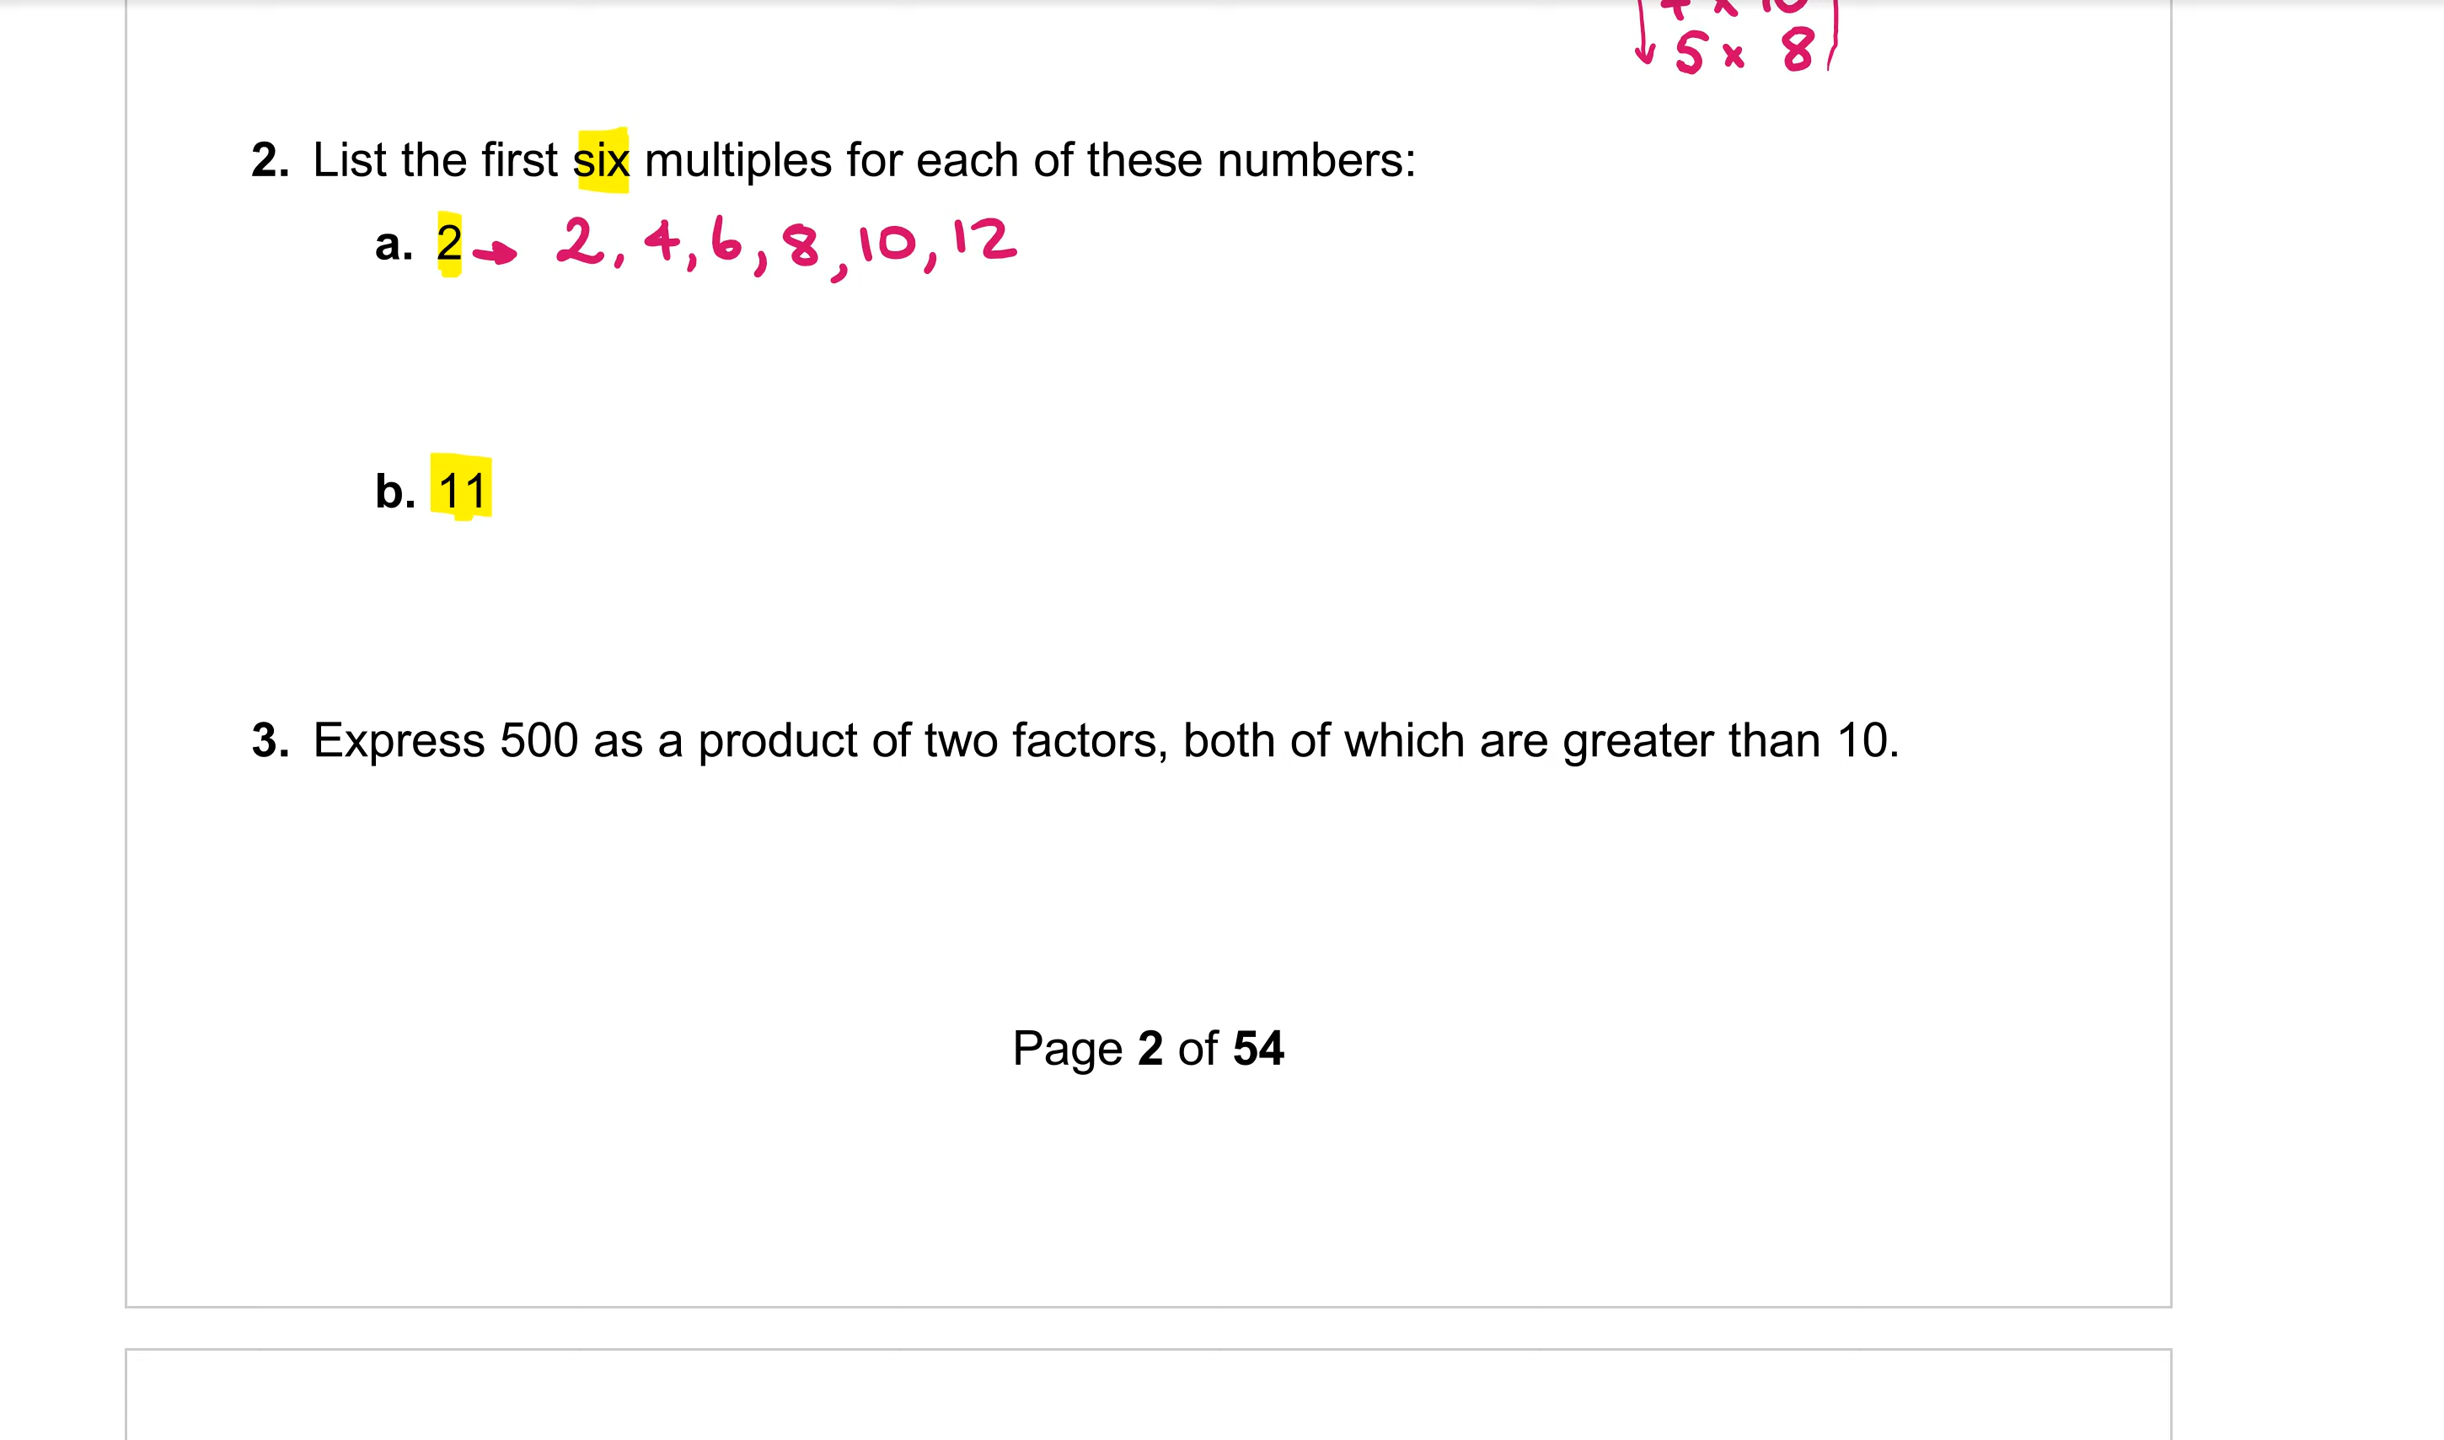 5 x 8
2. List the first six multiples for each of these numbers:
a. 2 → 2, 4, 6, 8, 10, 12
b. 11
3. Express 500 as a product of two factors, both of which are greater than 10.
Page 2 of 54